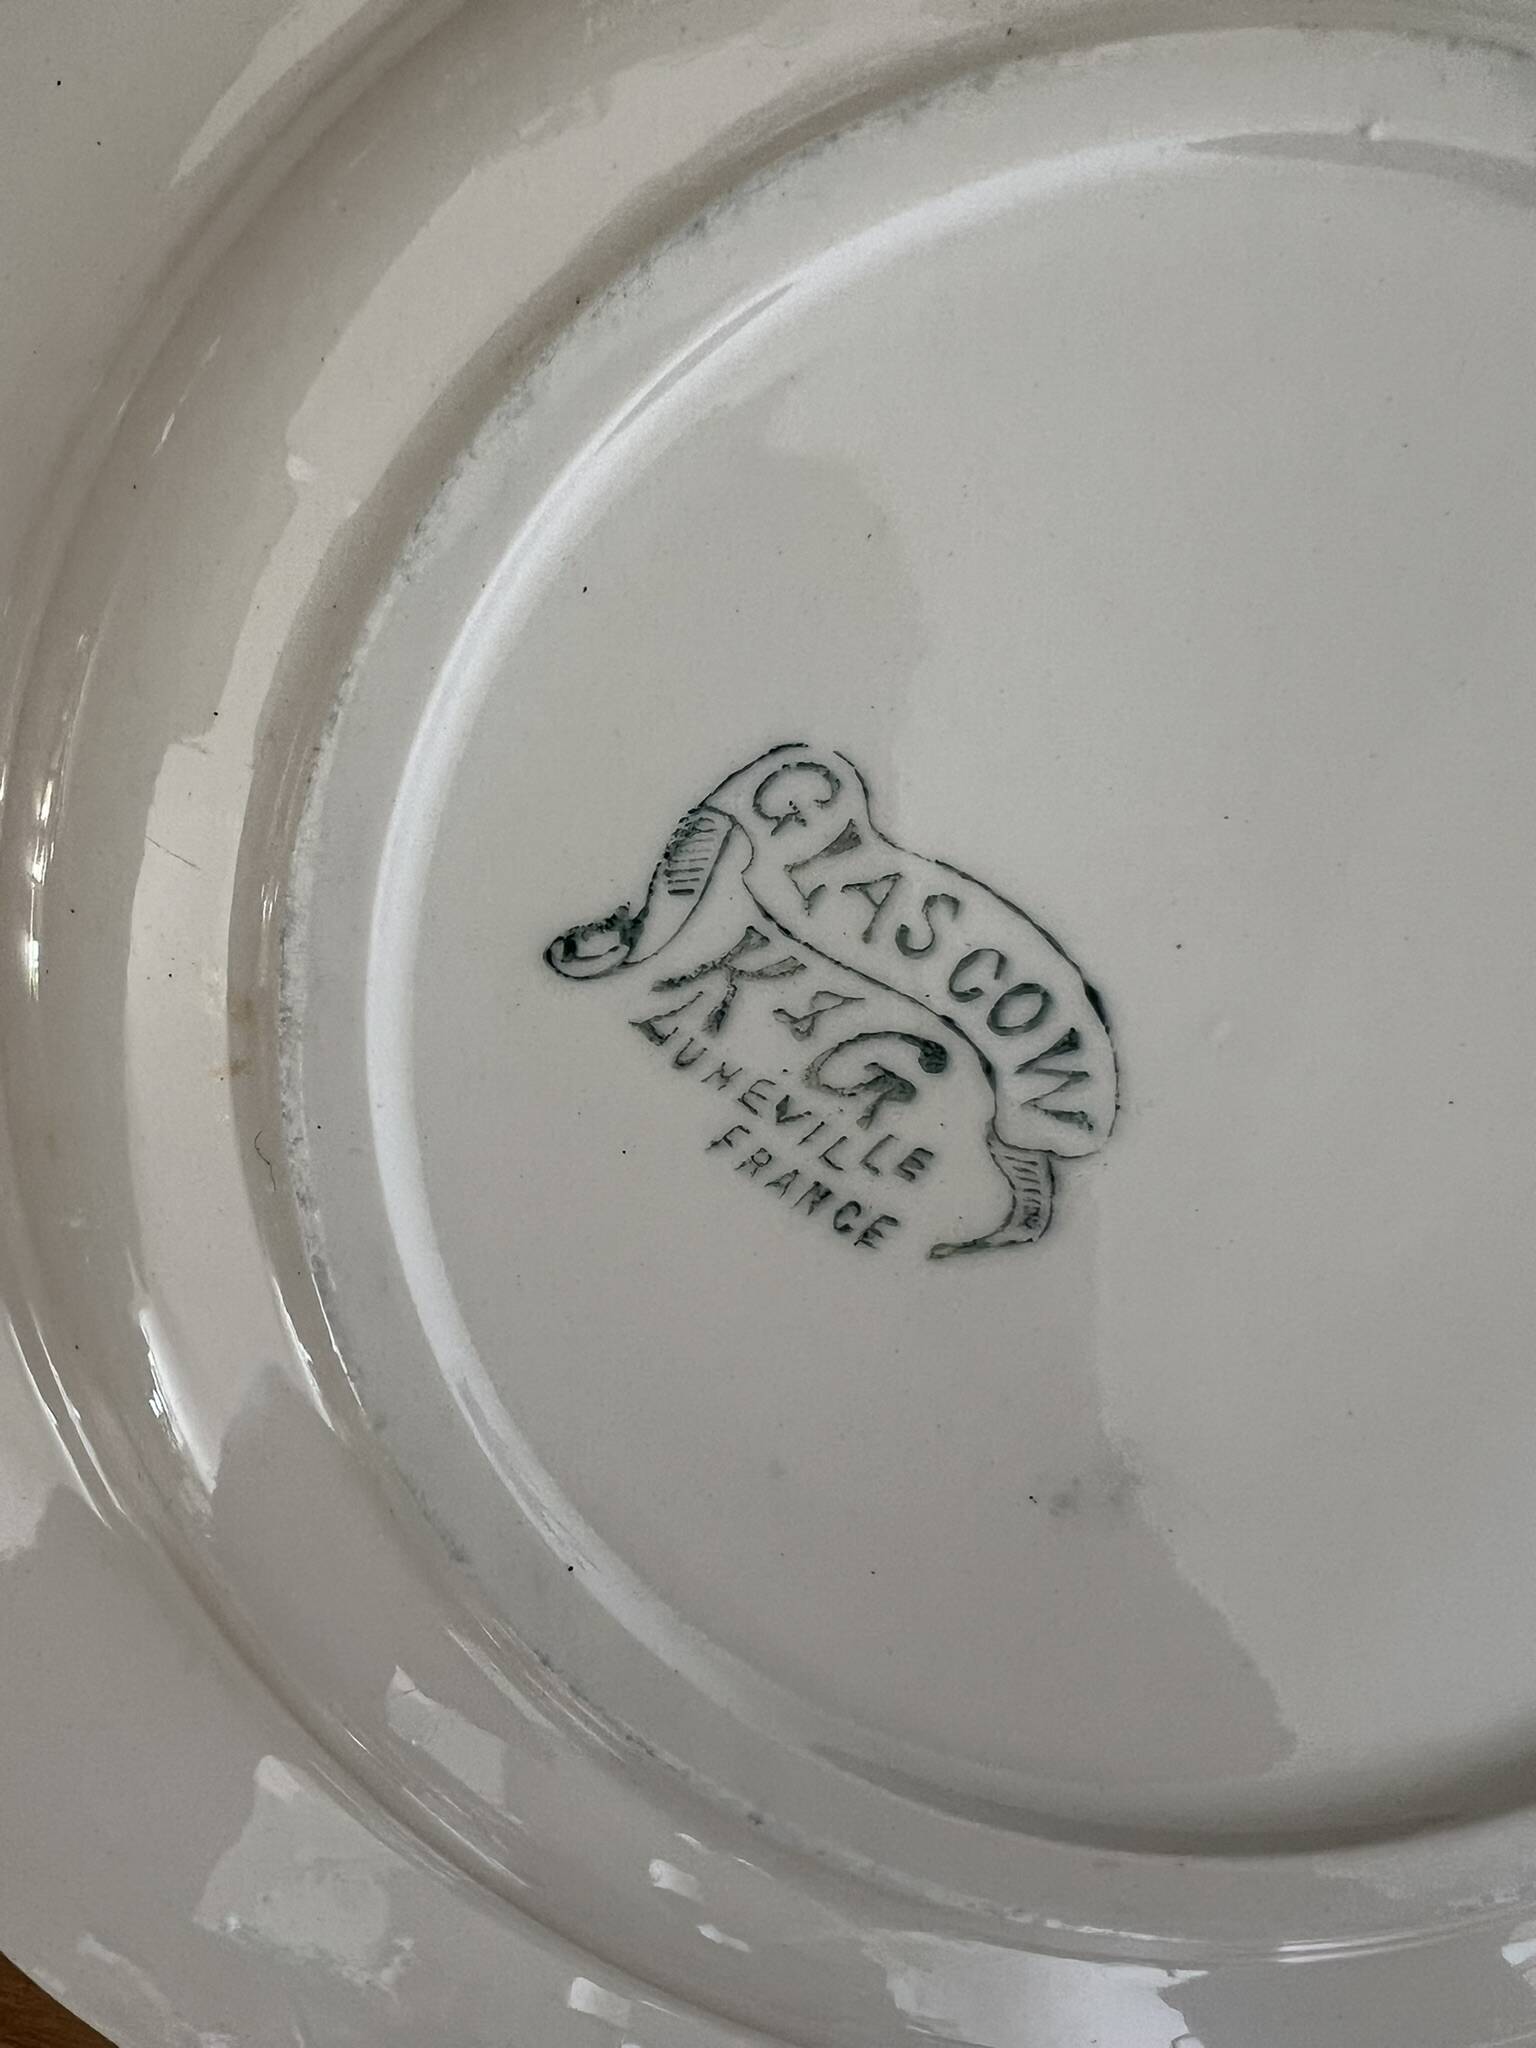 GLASCOW
K & G
LUNEVILLE
FRANCE